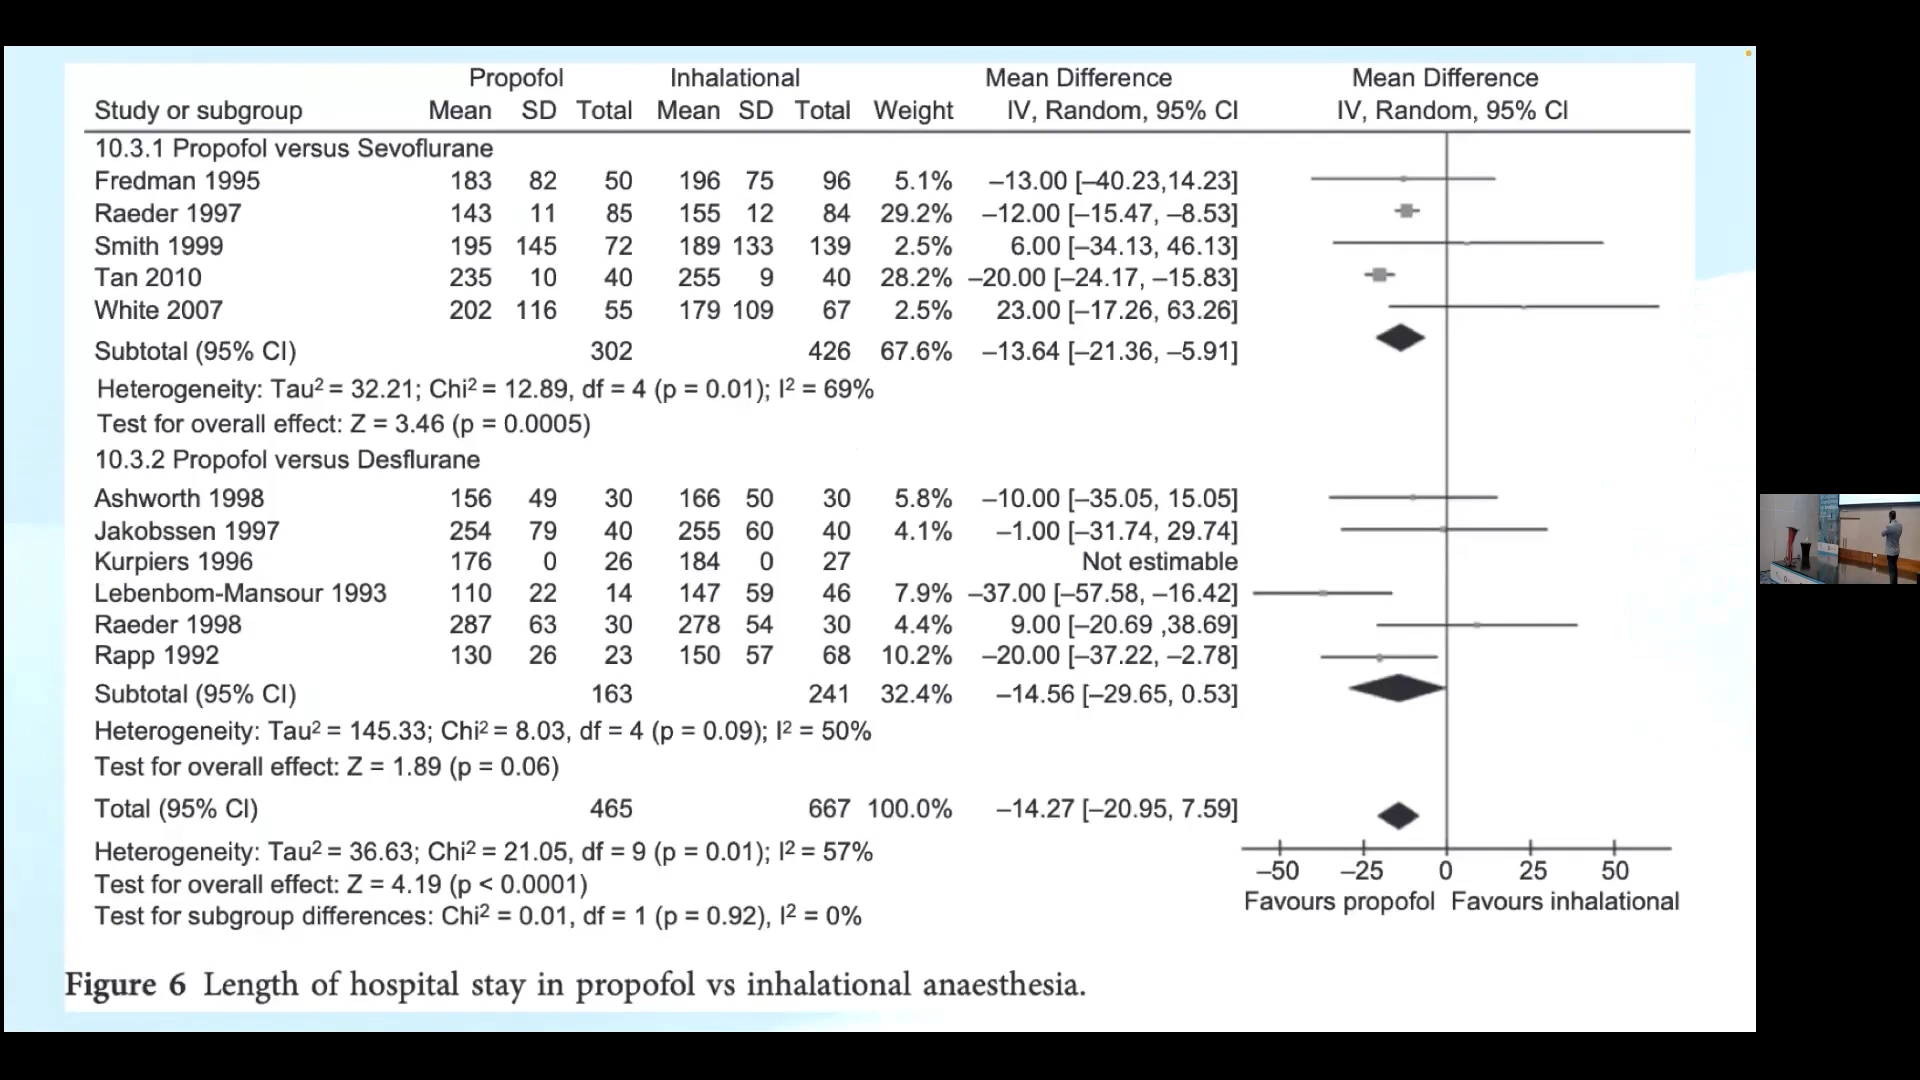 Propofol Inhalational Mean Difference Mean Difference
Study or subgroup Mean SD Total Mean SD Total Weight IV, Random, 95% CI IV, Random, 95% CI
10.3.1 Propofol versus Sevoflurane
Fredman 1995 183 82 50 196 75 96 5.1% –13.00 [–40.23,14.23]
Raeder 1997 143 11 85 155 12 84 29.2% –12.00 [–15.47, –8.53]
Smith 1999 195 145 72 189 133 139 2.5% 6.00 [–34.13, 46.13]
Tan 2010 235 10 40 255 9 40 28.2% –20.00 [–24.17, –15.83]
White 2007 202 116 55 179 109 67 2.5% 23.00 [–17.26, 63.26]
Subtotal (95% CI) 302 426 67.6% –13.64 [–21.36, –5.91]
Heterogeneity: Tau² = 32.21; Chi² = 12.89, df = 4 (p = 0.01); I² = 69%
Test for overall effect: Z = 3.46 (p = 0.0005)
10.3.2 Propofol versus Desflurane
Ashworth 1998 156 49 30 166 50 30 5.8% –10.00 [–35.05, 15.05]
Jakobssen 1997 254 79 40 255 60 40 4.1% –1.00 [–31.74, 29.74]
Kurpiers 1996 176 0 26 184 0 27 Not estimable
Lebenbom-Mansour 1993 110 22 14 147 59 46 7.9% –37.00 [–57.58, –16.42]
Raeder 1998 287 63 30 278 54 30 4.4% 9.00 [–20.69 ,38.69]
Rapp 1992 130 26 23 150 57 68 10.2% –20.00 [–37.22, –2.78]
Subtotal (95% CI) 163 241 32.4% –14.56 [–29.65, 0.53]
Heterogeneity: Tau² = 145.33; Chi² = 8.03, df = 4 (p = 0.09); I² = 50%
Test for overall effect: Z = 1.89 (p = 0.06)
Total (95% CI) 465 667 100.0% –14.27 [–20.95, 7.59]
Heterogeneity: Tau² = 36.63; Chi² = 21.05, df = 9 (p = 0.01); I² = 57%
Test for overall effect: Z = 4.19 (p < 0.0001)
Test for subgroup differences: Chi² = 0.01, df = 1 (p = 0.92), I² = 0%
–50 –25 0 25 50
Favours propofol Favours inhalational
Figure 6 Length of hospital stay in propofol vs inhalational anaesthesia.